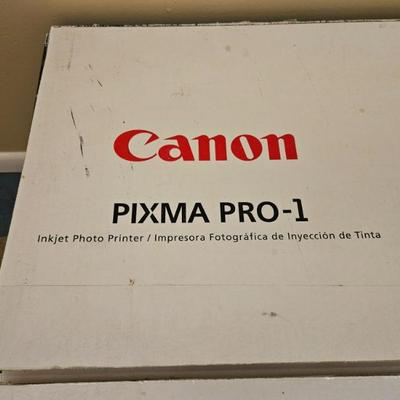 Canon
PIXMA PRO-1
Inkjet Photo Printer / Impresora Fotográfica de Inyección de Tinta